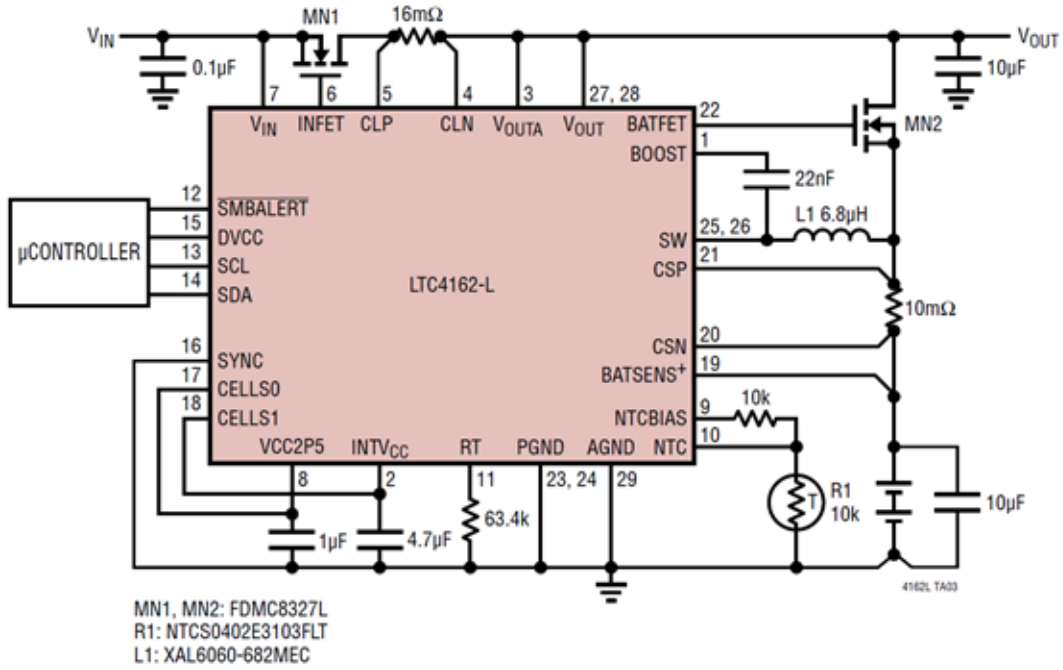 MN1
16mΩ
VIN
VOUT
0.1µF
10µF
7
6
5
4
3
27, 28
VIN
INFET
CLP
CLN
VOUTA
VOUT
BATFET
22
MN2
BOOST
1
22nF
12
SMBALERT
15
DVCC
µCONTROLLER
13
SCL
14
SDA
LTC4162-L
SW
25, 26
L1 6.8µH
CSP
21
10mΩ
CSN
20
16
SYNC
BATSENS+
19
17
CELLS0
18
CELLS1
NTCBIAS
9
10k
NTC
10
VCC2P5
INTVCC
RT
PGND
AGND
8
2
11
23, 24
29
T
R1
10k
10µF
1µF
4.7µF
63.4k
4162L TA03
MN1, MN2: FDMC8327L
R1: NTCS0402E3103FLT
L1: XAL6060-682MEC